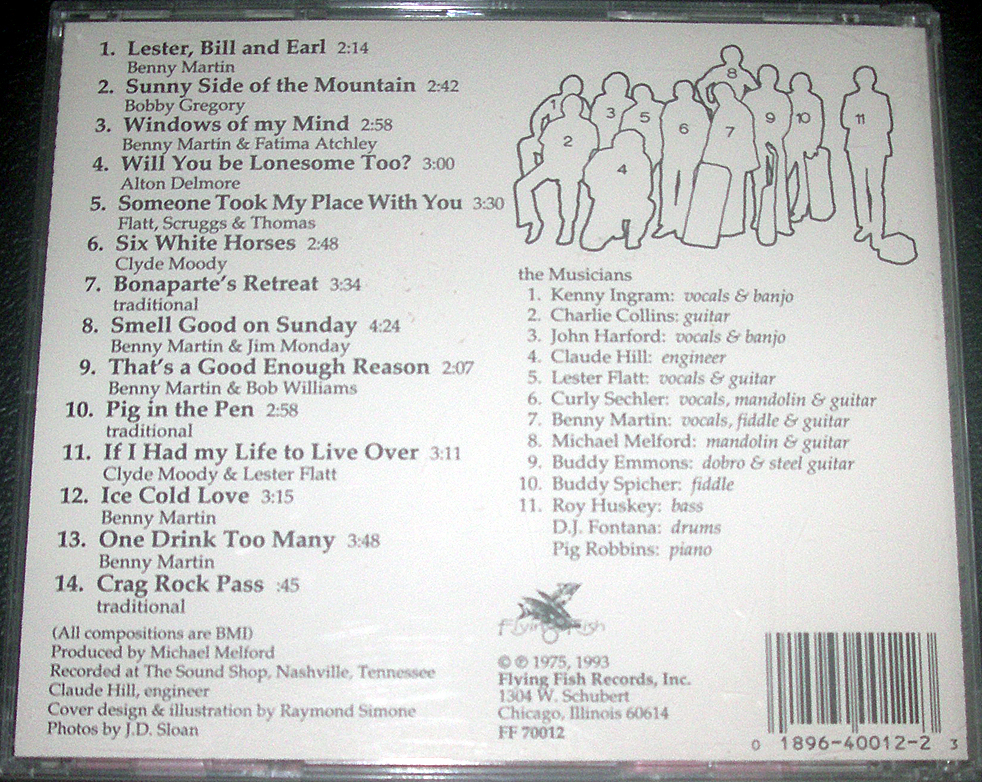 1. Lester, Bill and Earl 2:14
Benny Martin
2. Sunny Side of the Mountain 2:42
Bobby Gregory
3. Windows of my Mind 2:58
Benny Martin & Fatima Atchley
4. Will You be Lonesome Too? 3:00
Alton Delmore
5. Someone Took My Place With You 3:30
Flatt, Scruggs & Thomas
6. Six White Horses 2:48
Clyde Moody
7. Bonaparte's Retreat 3:34
traditional
8. Smell Good on Sunday 4:24
Benny Martin & Jim Monday
9. That's a Good Enough Reason 2:07
Benny Martin & Bob Williams
10. Pig in the Pen 2:58
traditional
11. If I Had my Life to Live Over 3:11
Clyde Moody & Lester Flatt
12. Ice Cold Love 3:15
Benny Martin
13. One Drink Too Many 3:48
Benny Martin
14. Crag Rock Pass :45
traditional
(All compositions are BMI)
Produced by Michael Melford
Recorded at The Sound Shop, Nashville, Tennessee
Claude Hill, engineer
Cover design & illustration by Raymond Simone
Photos by J.D. Sloan
1 2 3 4 5 6 7 8 9 10 11
the Musicians
1. Kenny Ingram: vocals & banjo
2. Charlie Collins: guitar
3. John Harford: vocals & banjo
4. Claude Hill: engineer
5. Lester Flatt: vocals & guitar
6. Curly Sechler: vocals, mandolin & guitar
7. Benny Martin: vocals, fiddle & guitar
8. Michael Melford: mandolin & guitar
9. Buddy Emmons: dobro & steel guitar
10. Buddy Spicher: fiddle
11. Roy Huskey: bass
D.J. Fontana: drums
Pig Robbins: piano
Flying Fish
© ℗ 1975, 1993
Flying Fish Records, Inc.
1304 W. Schubert
Chicago, Illinois 60614
FF 70012
0 1896-40012-2 3